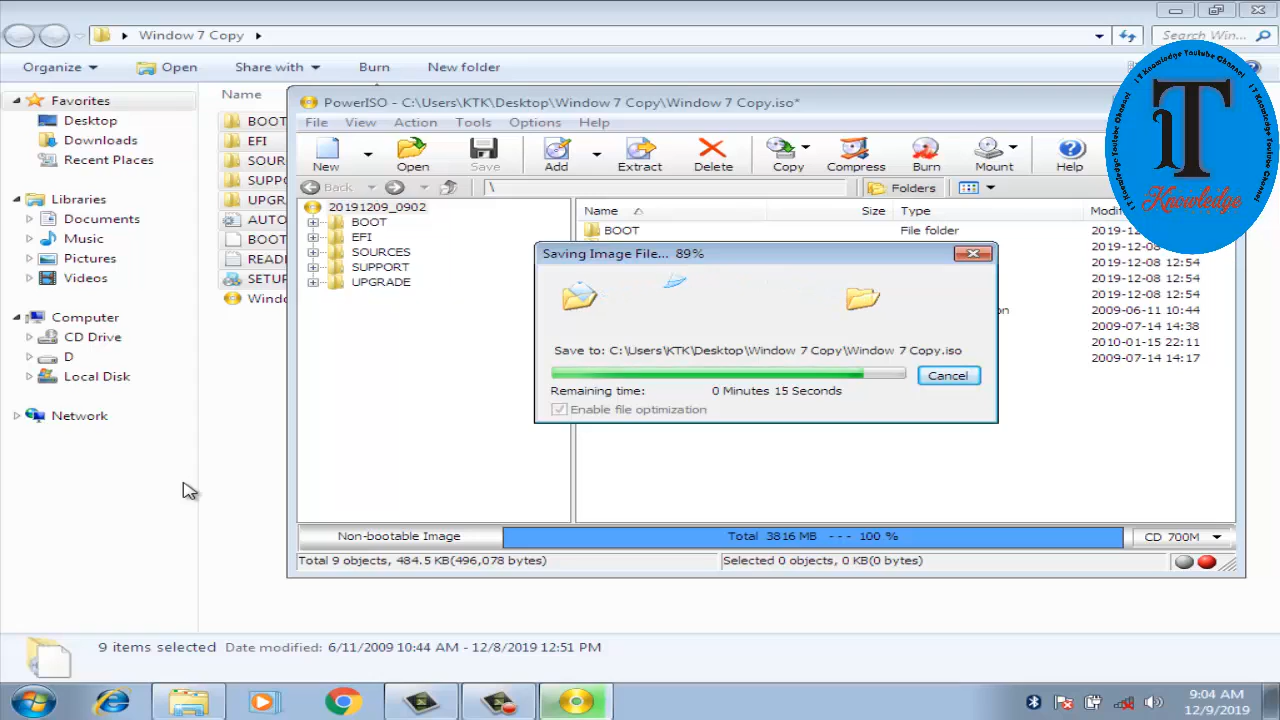 Window 7 Copy
Search Win...
Organize
Open
Share with
Burn
New folder
Favorites
Desktop
Downloads
Recent Places
Libraries
Documents
Music
Pictures
Videos
Computer
CD Drive
D
Local Disk
Network
Name
BOOT
EFI
SOUR
SUPP
UPGR
AUTO
BOOT
READ
SETUP
Windo
PowerISO - C:\Users\KTK\Desktop\Window 7 Copy\Window 7 Copy.iso*
File View Action Tools Options Help
New Open Save Add Extract Delete Copy Compress Burn Mount Help
Back \ Folders
20191209_0902
BOOT
EFI
SOURCES
SUPPORT
UPGRADE
Name Size Type Modif
BOOT File folder 2019-12-08
2019-12-08 12:54
2019-12-08 12:54
2019-12-08 12:54
2019-12-08 12:54
on 2009-06-11 10:44
2009-07-14 14:38
2010-01-15 22:11
2009-07-14 14:17
Saving Image File... 89%
Save to: C:\Users\KTK\Desktop\Window 7 Copy\Window 7 Copy.iso
Cancel
Remaining time: 0 Minutes 15 Seconds
Enable file optimization
Non-bootable Image Total 3816 MB - - - 100 % CD 700M
Total 9 objects, 484.5 KB(496,078 bytes) Selected 0 objects, 0 KB(0 bytes)
9 items selected Date modified: 6/11/2009 10:44 AM - 12/8/2019 12:51 PM
9:04 AM
12/9/2019
iT
Knowledge